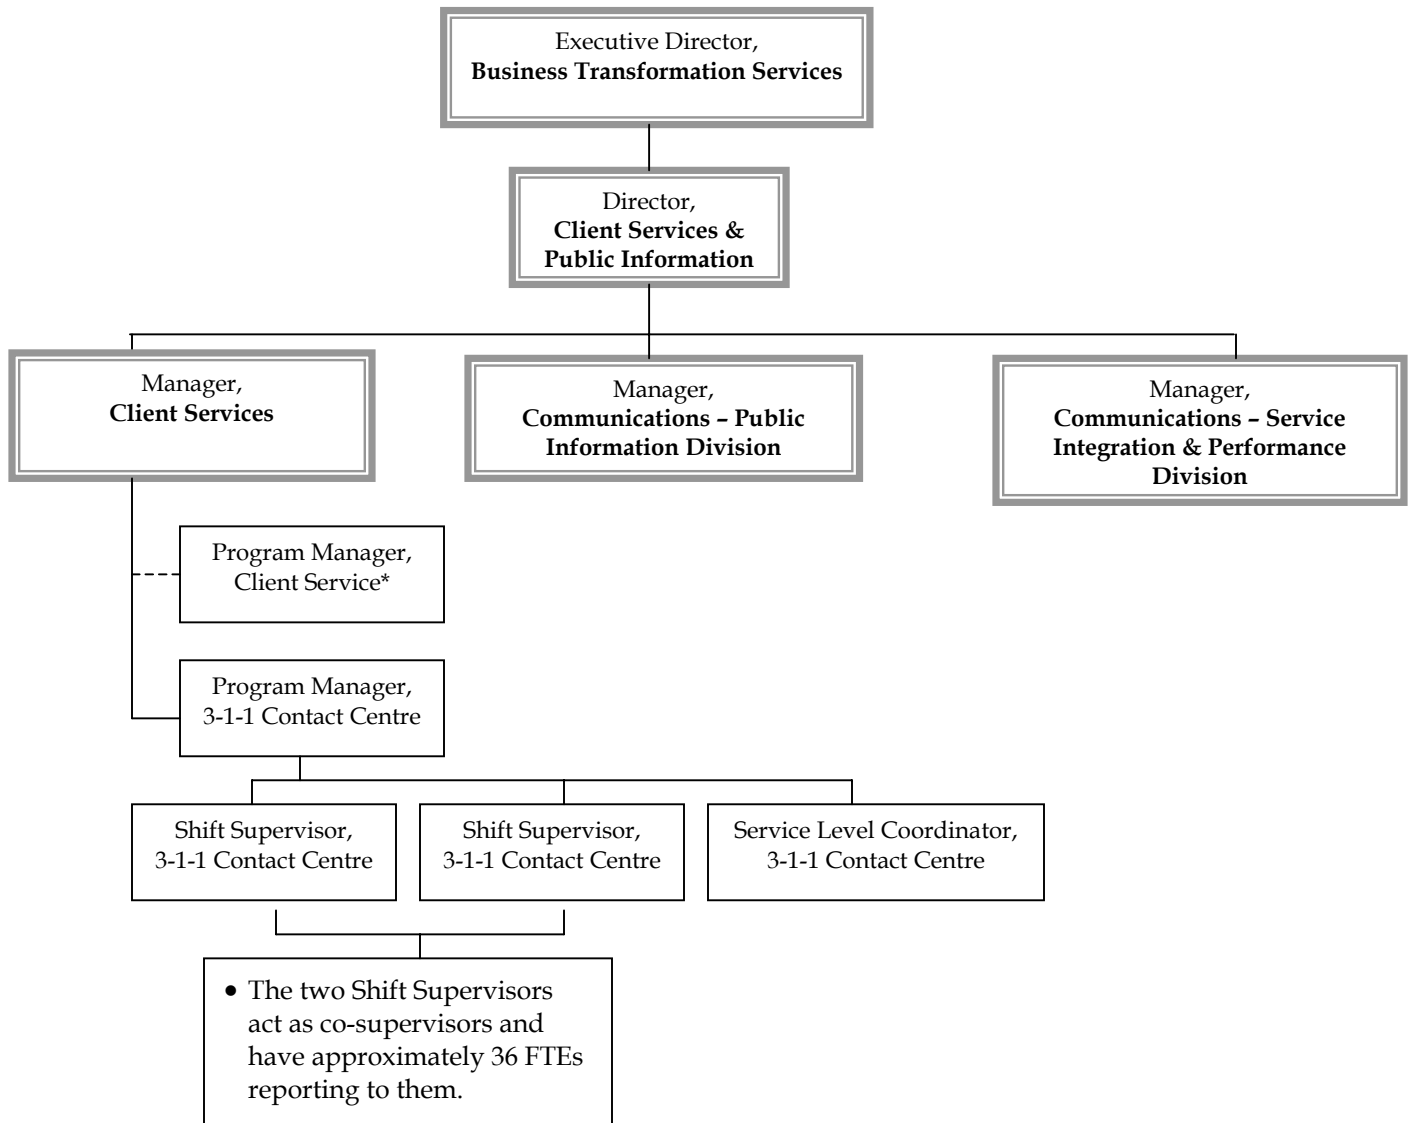 Executive Director,
Business Transformation Services
Director,
Client Services &
Public Information
Manager,
Client Services
Manager,
Communications – Public
Information Division
Manager,
Communications – Service
Integration & Performance
Division
Program Manager,
Client Service*
Program Manager,
3-1-1 Contact Centre
Shift Supervisor,
3-1-1 Contact Centre
Shift Supervisor,
3-1-1 Contact Centre
Service Level Coordinator,
3-1-1 Contact Centre
• The two Shift Supervisors
act as co-supervisors and
have approximately 36 FTEs
reporting to them.